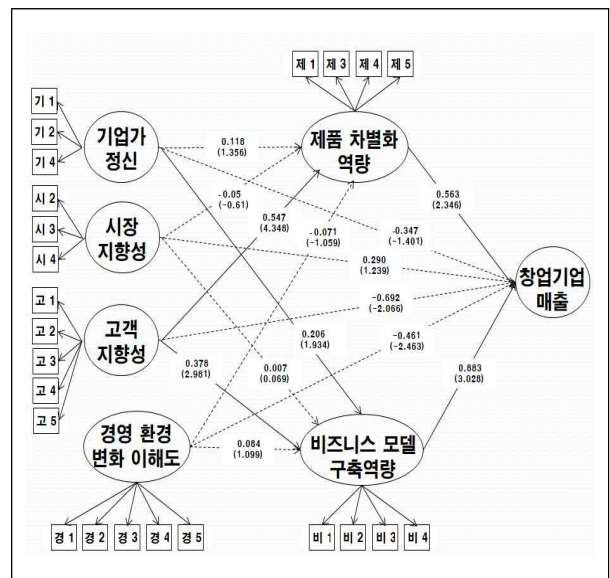 제 1
제 3
제 4
제 5
기 1
기 2
기 4
기업가
정신
0.118
(1.356)
제품 차별화
역량
시 2
시 3
시 4
시장
지향성
-0.05
(-0.61)
-0.071
(-1.059)
0.547
(4.348)
-0.347
(-1.401)
0.563
(2.346)
0.290
(1.239)
창업기업
매출
고 1
고 2
고 3
고 4
고 5
고객
지향성
-0.692
(-2.066)
0.206
(1.934)
-0.461
(-2.463)
0.378
(2.981)
0.007
(0.069)
0.883
(3.028)
경영 환경
변화 이해도
0.084
(1.099)
비즈니스 모델
구축역량
경 1
경 2
경 3
경 4
경 5
비 1
비 2
비 3
비 4